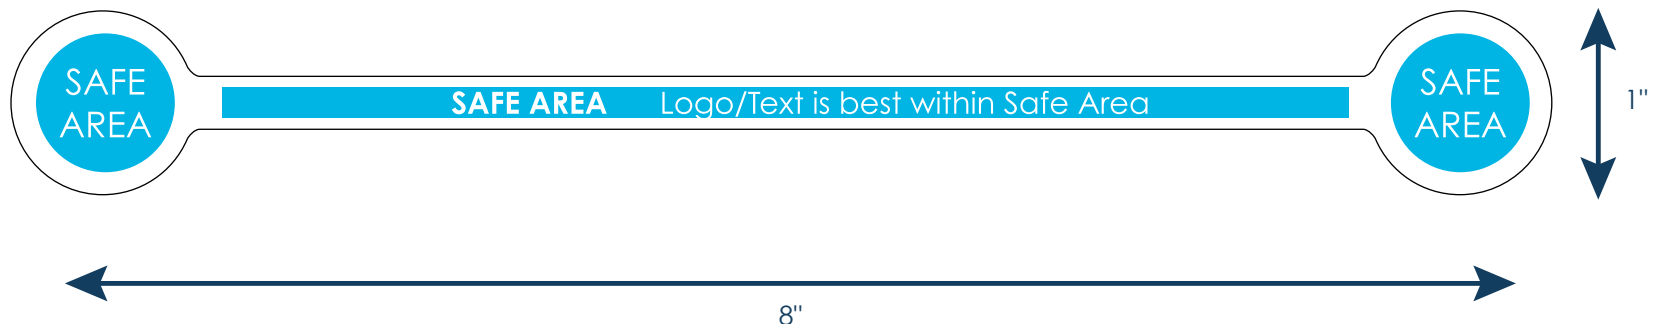 SAFE
AREA
SAFE AREA Logo/Text is best within Safe Area
SAFE
AREA
1"
8"